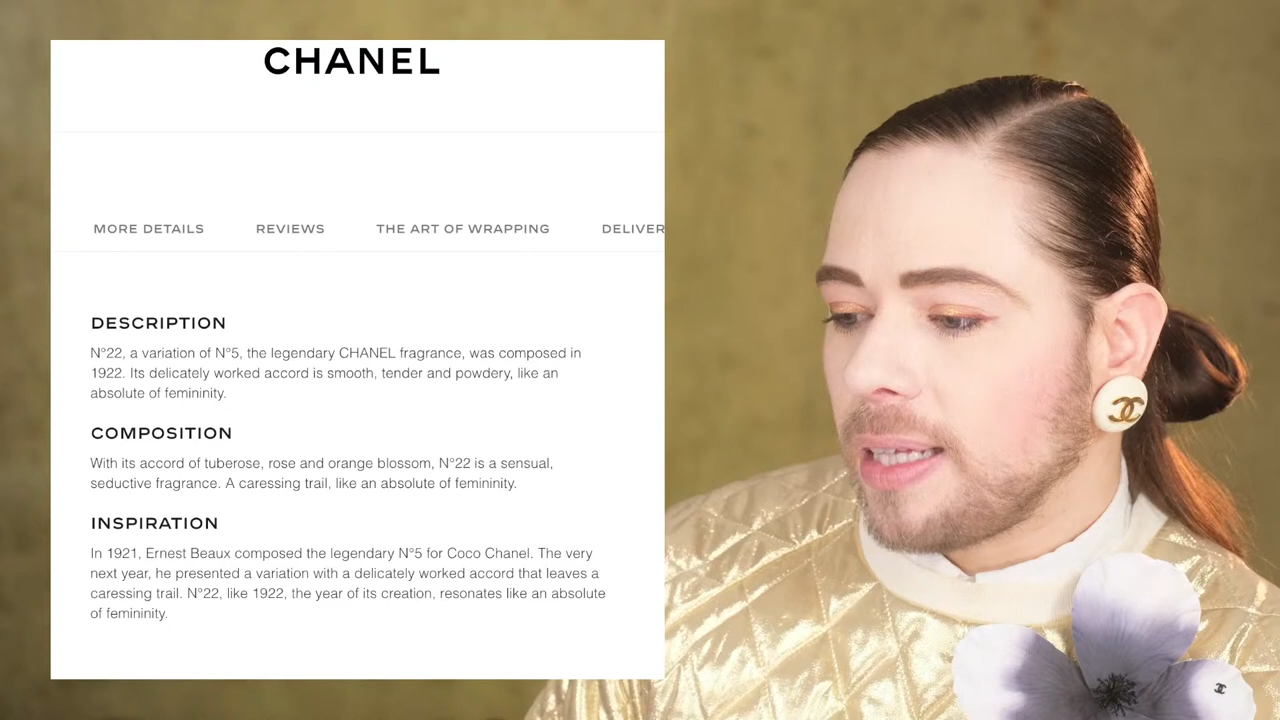 CHANEL
MORE DETAILS REVIEWS THE ART OF WRAPPING DELIVER
DESCRIPTION
N°22, a variation of N°5, the legendary CHANEL fragrance, was composed in
1922. Its delicately worked accord is smooth, tender and powdery, like an
absolute of femininity.
COMPOSITION
With its accord of tuberose, rose and orange blossom, N°22 is a sensual,
seductive fragrance. A caressing trail, like an absolute of femininity.
INSPIRATION
In 1921, Ernest Beaux composed the legendary N°5 for Coco Chanel. The very
next year, he presented a variation with a delicately worked accord that leaves a
caressing trail. N°22, like 1922, the year of its creation, resonates like an absolute
of femininity.